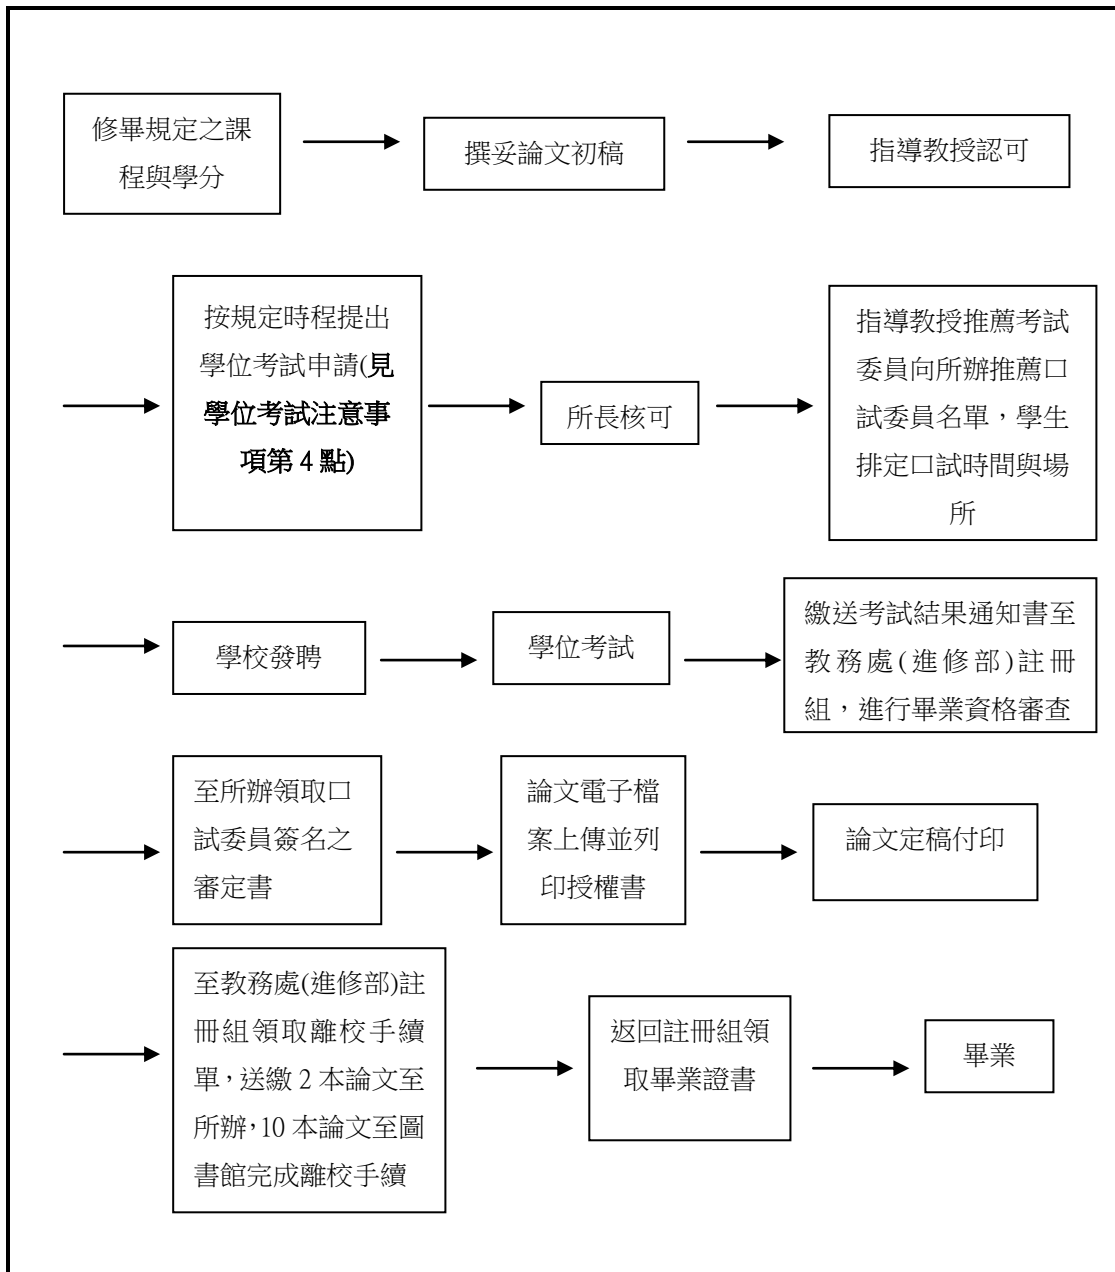 修畢規定之課
程與學分
撰妥論文初稿
指導教授認可
按規定時程提出
學位考試申請(見
學位考試注意事
項第 4 點)
所長核可
指導教授推薦考試
委員向所辦推薦口
試委員名單，學生
排定口試時間與場
所
學校發聘
學位考試
繳送考試結果通知書至
教務處(進修部)註冊
組，進行畢業資格審查
至所辦領取口
試委員簽名之
審定書
論文電子檔
案上傳並列
印授權書
論文定稿付印
至教務處(進修部)註
冊組領取離校手續
單，送繳 2 本論文至
所辦，10 本論文至圖
書館完成離校手續
返回註冊組領
取畢業證書
畢業